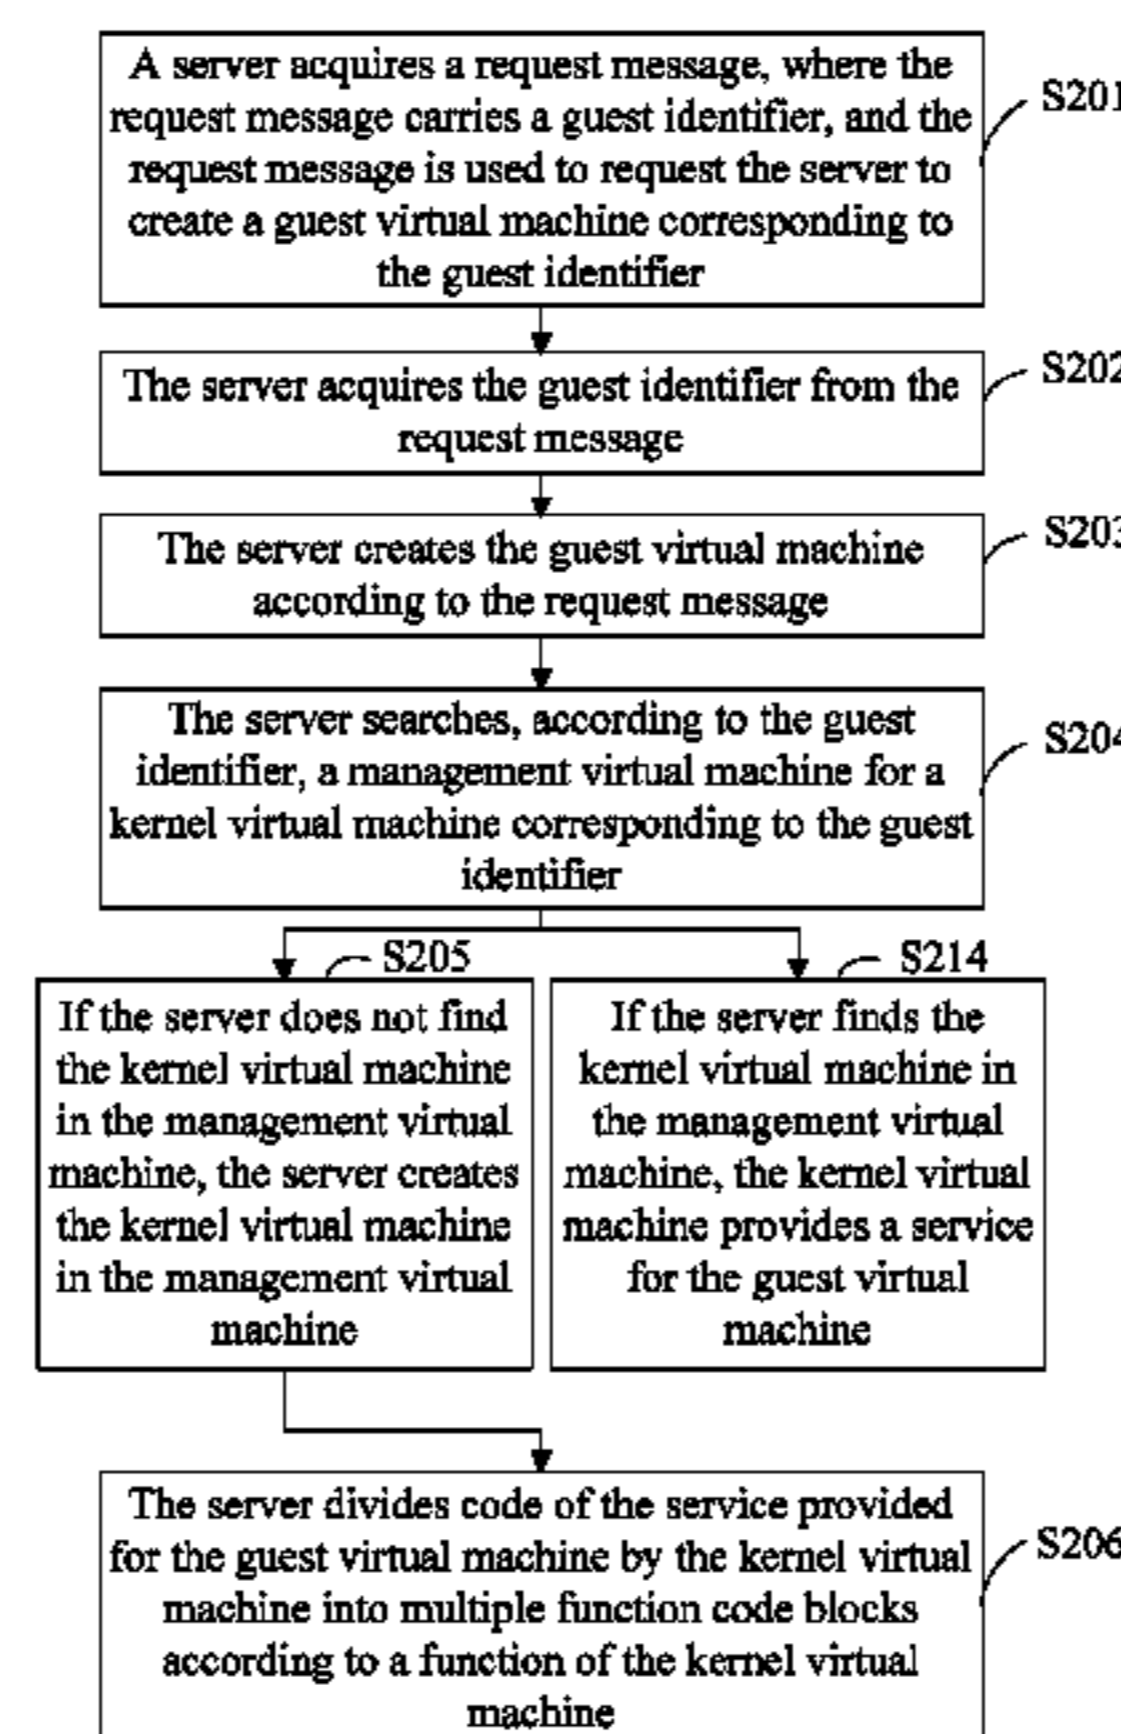 A server acquires a request message, where the
request message carries a guest identifier, and the
request message is used to request the server to
create a guest virtual machine corresponding to
the guest identifier
S201
The server acquires the guest identifier from the
request message
S202
The server creates the guest virtual machine
according to the request message
S203
The server searches, according to the guest
identifier, a management virtual machine for a
kernel virtual machine corresponding to the guest
identifier
S204
S205
If the server does not find
the kernel virtual machine
in the management virtual
machine, the server creates
the kernel virtual machine
in the management virtual
machine
S214
If the server finds the
kernel virtual machine in
the management virtual
machine, the kernel virtual
machine provides a service
for the guest virtual
machine
The server divides code of the service provided
for the guest virtual machine by the kernel virtual
machine into multiple function code blocks
according to a function of the kernel virtual
machine
S206